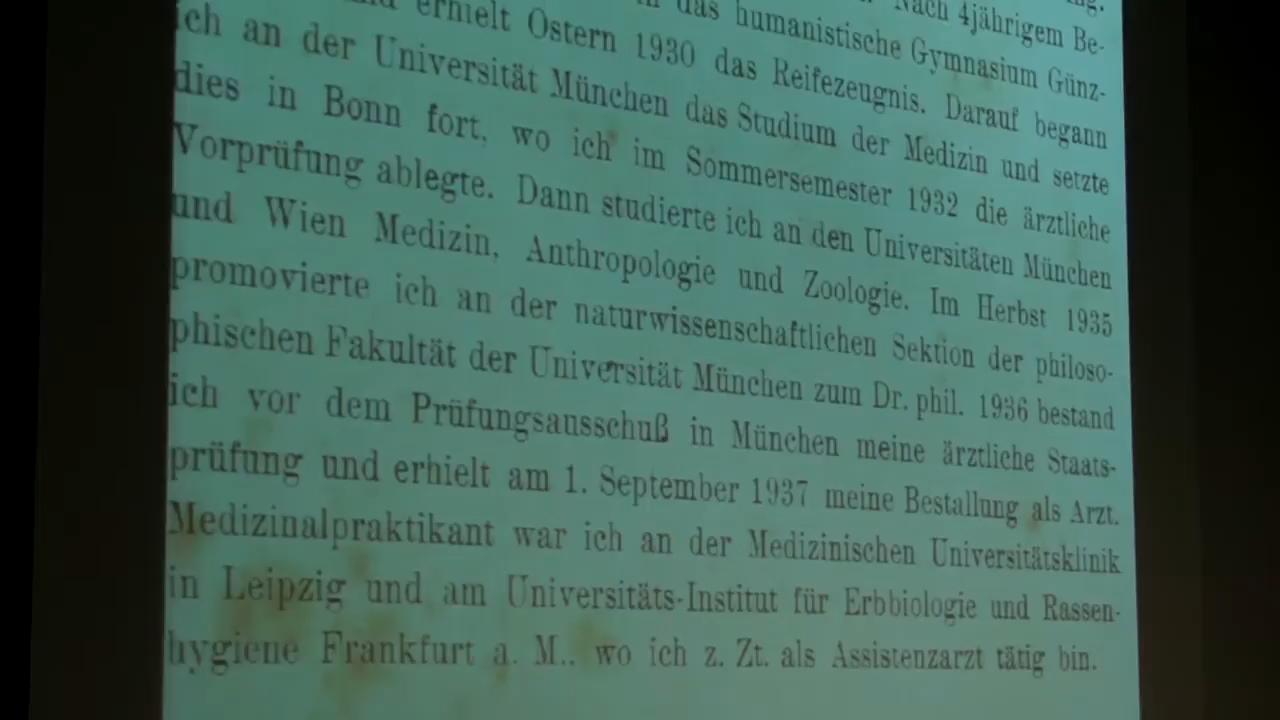 Nach 4jährigem Be-
das humanistische Gymnasium Günz-
erhielt Ostern 1930 das Reifezeugnis. Darauf begann
ich an der Universität München das Studium der Medizin und setzte
dies in Bonn fort, wo ich im Sommersemester 1932 die ärztliche
Vorprüfung ablegte. Dann studierte ich an den Universitäten München
und Wien Medizin, Anthropologie und Zoologie. Im Herbst 1935
promovierte ich an der naturwissenschaftlichen Sektion der philoso-
phischen Fakultät der Universität München zum Dr. phil. 1936 bestand
ich vor dem Prüfungsausschuß in München meine ärztliche Staats-
prüfung und erhielt am 1. September 1937 meine Bestallung als Arzt.
Medizinalpraktikant war ich an der Medizinischen Universitätsklinik
in Leipzig und am Universitäts-Institut für Erbbiologie und Rassen-
hygiene Frankfurt a. M., wo ich z. Zt. als Assistenzarzt tätig bin.